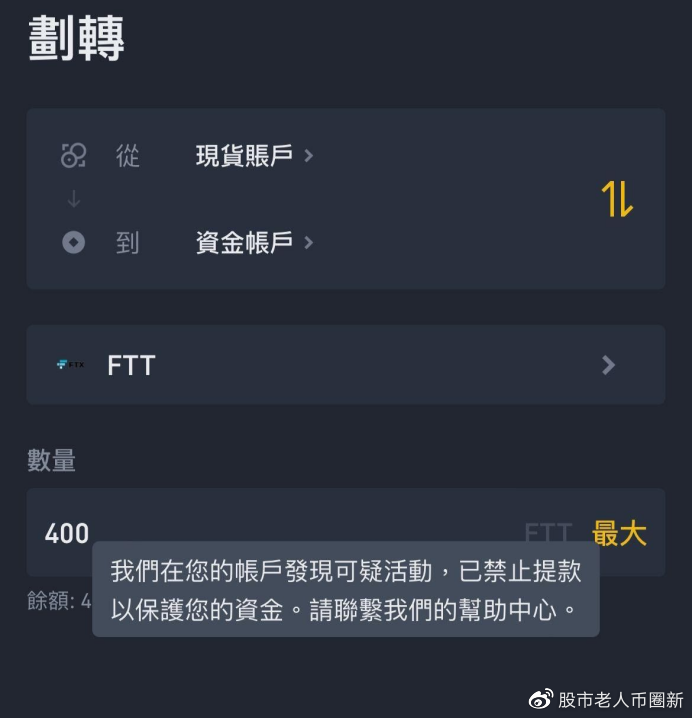 劃轉
從 現貨賬戶
到 資金帳戶
FTX FTT
數量
400 FTT 最大
我們在您的帳戶發現可疑活動，已禁止提款
以保護您的資金。請聯繫我們的幫助中心。
餘額: 4
股市老人币圈新